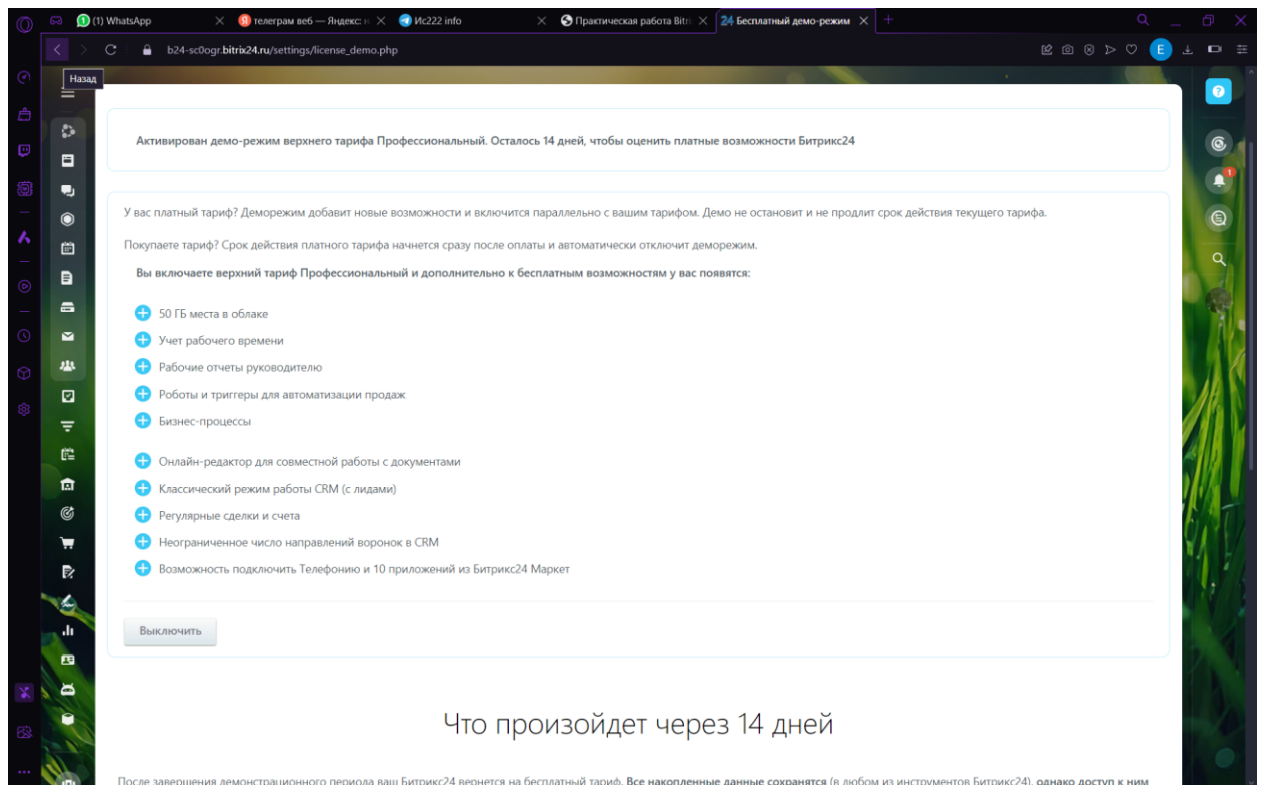 (1) WhatsApp
телеграм веб — Яндекс: н
Ис222 info
Практическая работа Bitri
24 Бесплатный демо-режим
b24-sc0ogr.bitrix24.ru/settings/license_demo.php
E
Назад
?
1
Активирован демо-режим верхнего тарифа Профессиональный. Осталось 14 дней, чтобы оценить платные возможности Битрикс24
У вас платный тариф? Деморежим добавит новые возможности и включится параллельно с вашим тарифом. Демо не остановит и не продлит срок действия текущего тарифа.
Покупаете тариф? Срок действия платного тарифа начнется сразу после оплаты и автоматически отключит деморежим.
Вы включаете верхний тариф Профессиональный и дополнительно к бесплатным возможностям у вас появятся:
50 ГБ места в облаке
Учет рабочего времени
Рабочие отчеты руководителю
Роботы и триггеры для автоматизации продаж
Бизнес-процессы
Онлайн-редактор для совместной работы с документами
Классический режим работы CRM (с лидами)
Регулярные сделки и счета
Неограниченное число направлений воронок в CRM
Возможность подключить Телефонию и 10 приложений из Битрикс24 Маркет
Выключить
Что произойдет через 14 дней
После завершения демонстрационного периода ваш Битрикс24 вернется на бесплатный тариф. Все накопленные данные сохранятся (в любом из инструментов Битрикс24), однако доступ к ним